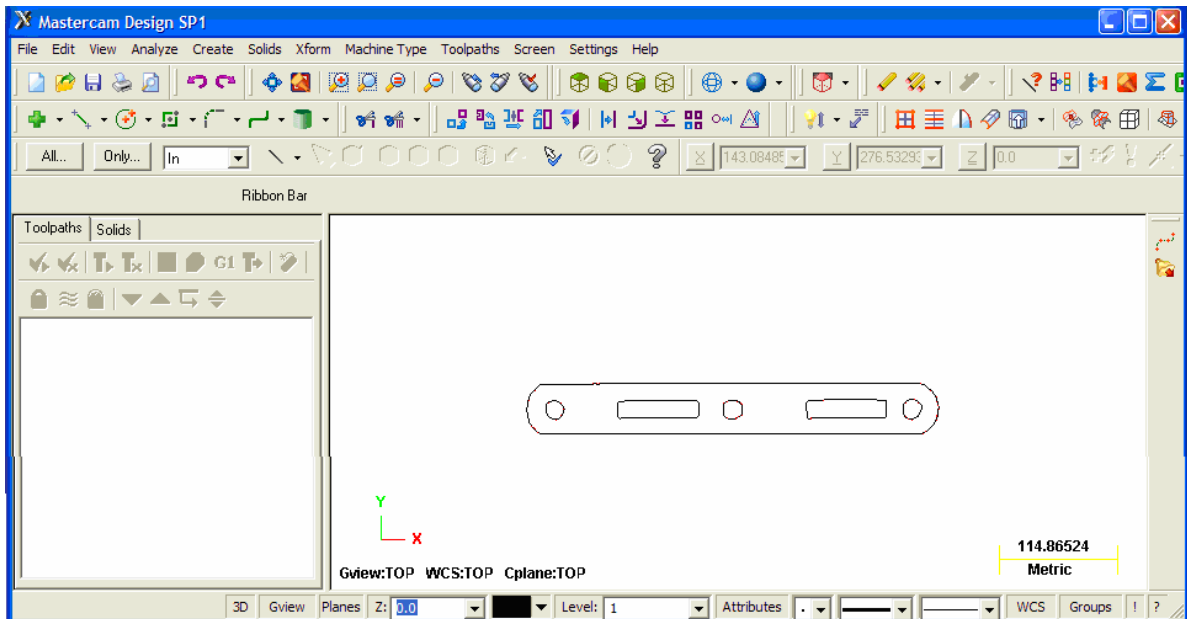 Mastercam Design SP1
File Edit View Analyze Create Solids Xform Machine Type Toolpaths Screen Settings Help
All... Only... In X 143.08485 Y 276.53293 Z 0.0
Ribbon Bar
Toolpaths Solids
G1
Y
X
Gview:TOP WCS:TOP Cplane:TOP
114.86524
Metric
3D Gview Planes Z: 0.0 Level: 1 Attributes WCS Groups ! ?